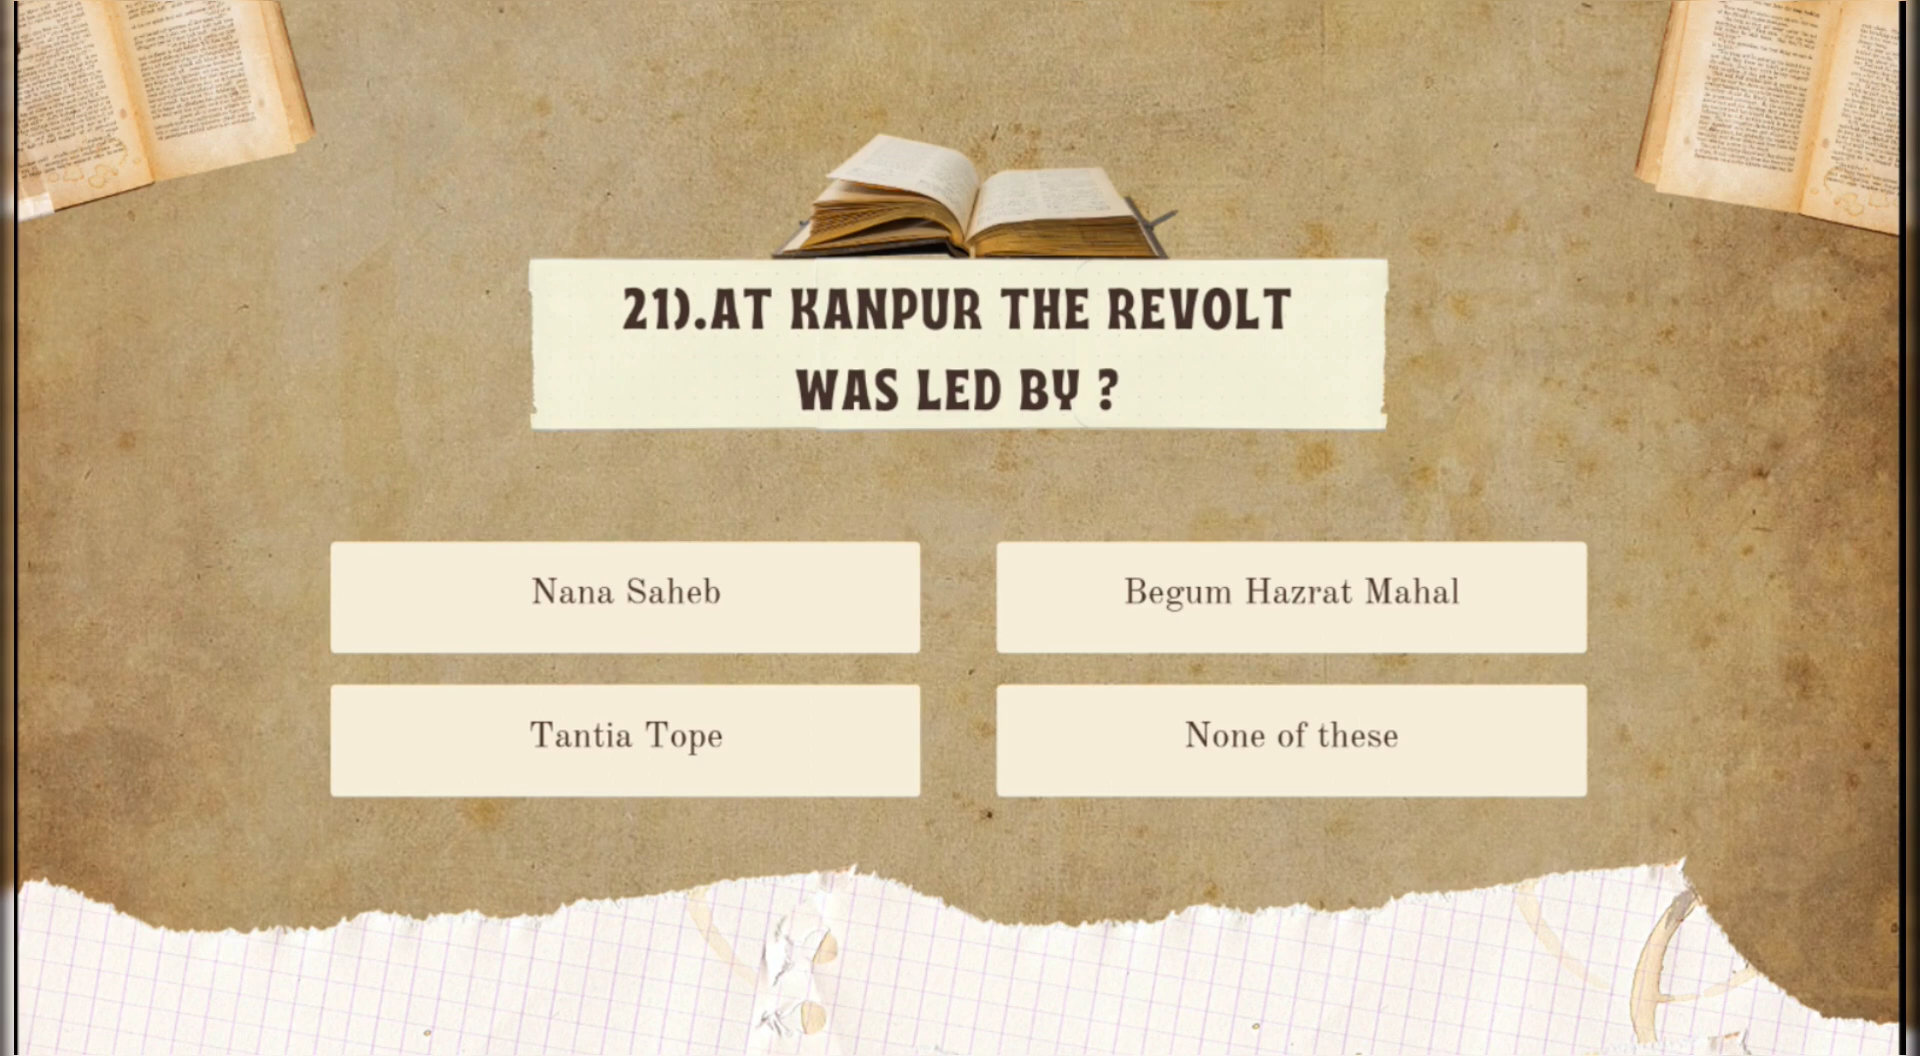 21).AT KANPUR THE REVOLT
WAS LED BY ?
Nana Saheb
Begum Hazrat Mahal
Tantia Tope
None of these